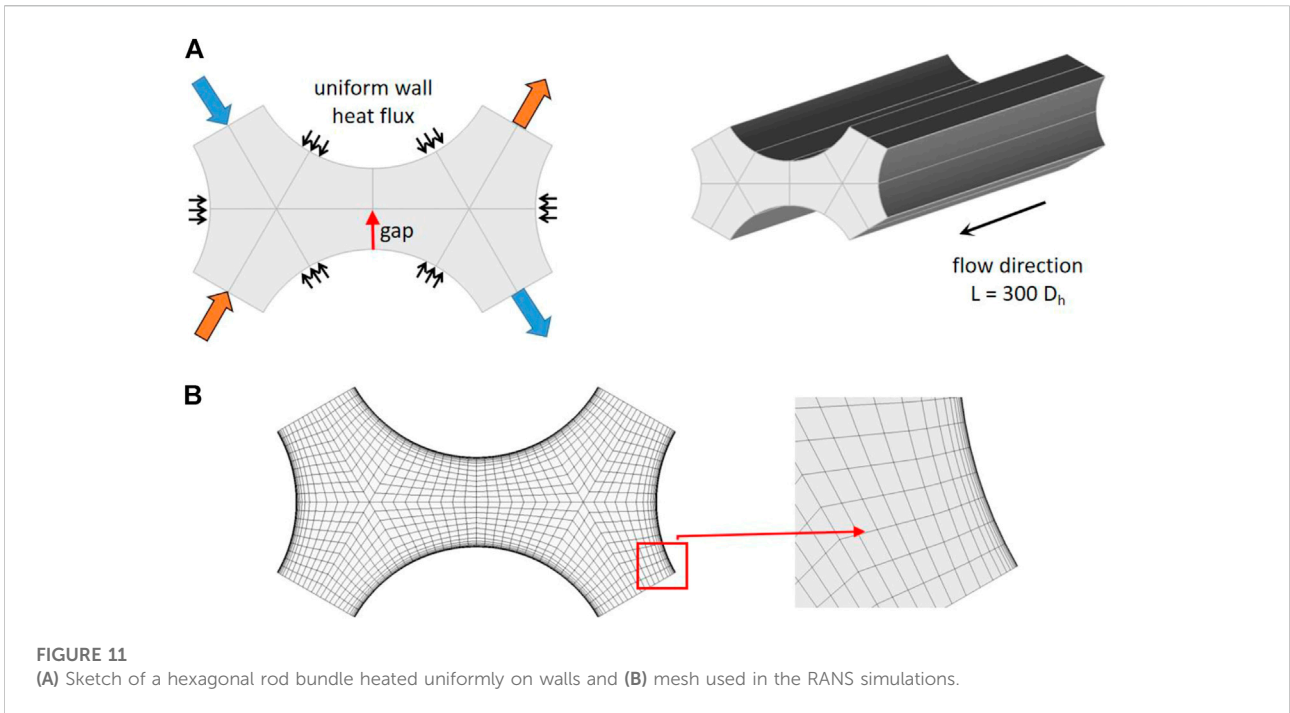 A
uniform wall
heat flux
gap
flow direction
L = 300 Dₕ
B
FIGURE 11
(A) Sketch of a hexagonal rod bundle heated uniformly on walls and (B) mesh used in the RANS simulations.